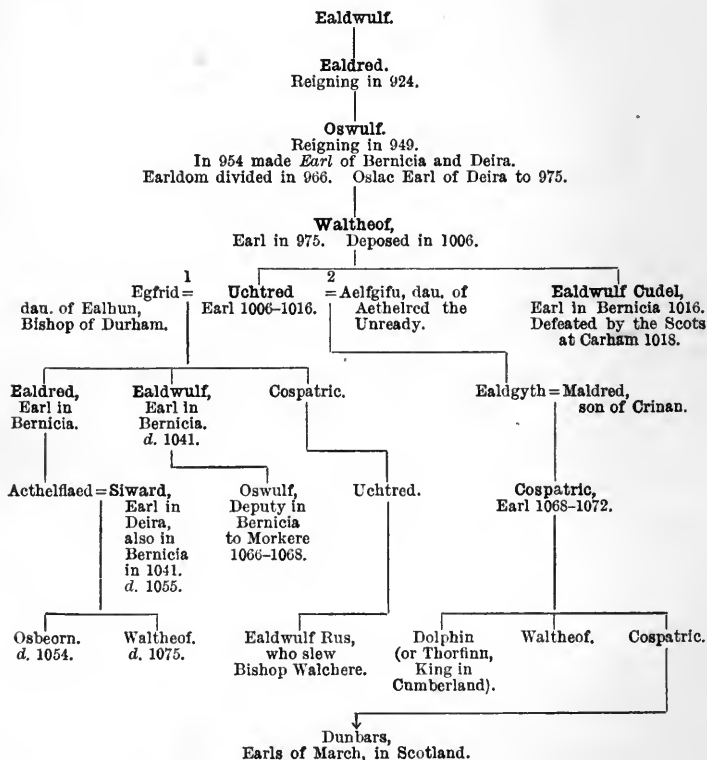 Ealdwulf.
Ealdred.
Reigning in 924.
Oswulf.
Reigning in 949.
In 954 made Earl of Bernicia and Deira.
Earldom divided in 966. Oslac Earl of Deira to 975.
Waltheof,
Earl in 975. Deposed in 1006.
1
Egfrid =
dau. of Ealhun,
Bishop of Durham.
Uchtred
Earl 1006–1016.
2
= Aelfgifu, dau. of
Aethelred the
Unready.
Ealdwulf Cudel,
Earl in Bernicia 1016.
Defeated by the Scots
at Carham 1018.
Ealdred,
Earl in
Bernicia.
Ealdwulf,
Earl in
Bernicia.
d. 1041.
Cospatric.
Ealdgyth = Maldred,
son of Crinan.
Aethelflaed = Siward,
Earl in
Deira,
also in
Bernicia
in 1041.
d. 1055.
Oswulf,
Deputy in
Bernicia
to Morkere
1066–1068.
Uchtred.
Cospatric,
Earl 1068–1072.
Osbeorn.
d. 1054.
Waltheof.
d. 1075.
Ealdwulf Rus,
who slew
Bishop Walchere.
Dolphin
(or Thorfinn,
King in
Cumberland).
Waltheof.
Cospatric.
Dunbars,
Earls of March, in Scotland.